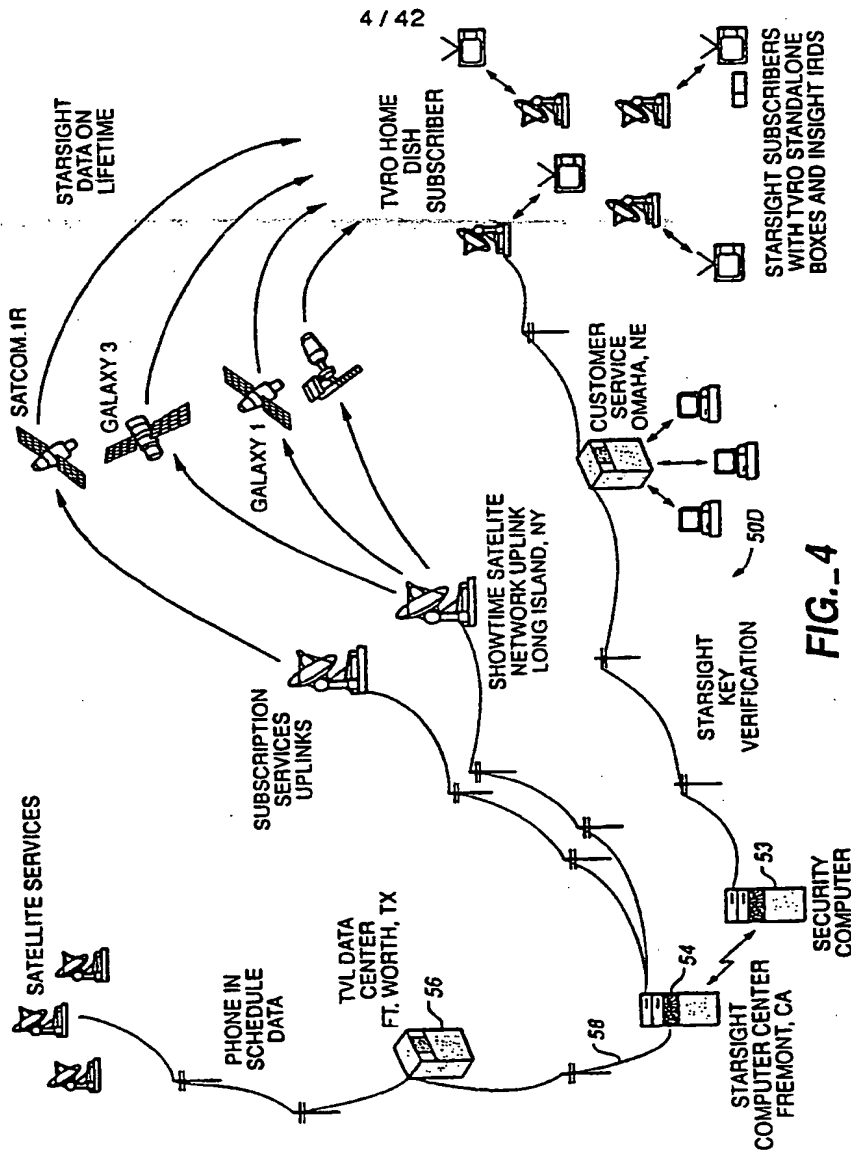 4 / 42
SATELLITE SERVICES
PHONE IN
SCHEDULE
DATA
TVL DATA
CENTER
FT. WORTH, TX
56
58
54
STARSIGHT
COMPUTER CENTER
FREMONT, CA
53
SECURITY
COMPUTER
SUBSCRIPTION
SERVICES
UPLINKS
SHOWTIME SATELITE
NETWORK UPLINK
LONG ISLAND, NY
STARSIGHT
KEY
VERIFICATION
50D
SATCOM.1R
GALAXY 3
GALAXY 1
CUSTOMER
SERVICE
OMAHA, NE
STARSIGHT
DATA ON
LIFETIME
TVRO HOME
DISH
SUBSCRIBER
STARSIGHT SUBSCRIBERS
WITH TVRO STANDALONE
BOXES AND INSIGHT IRDS
FIG._4